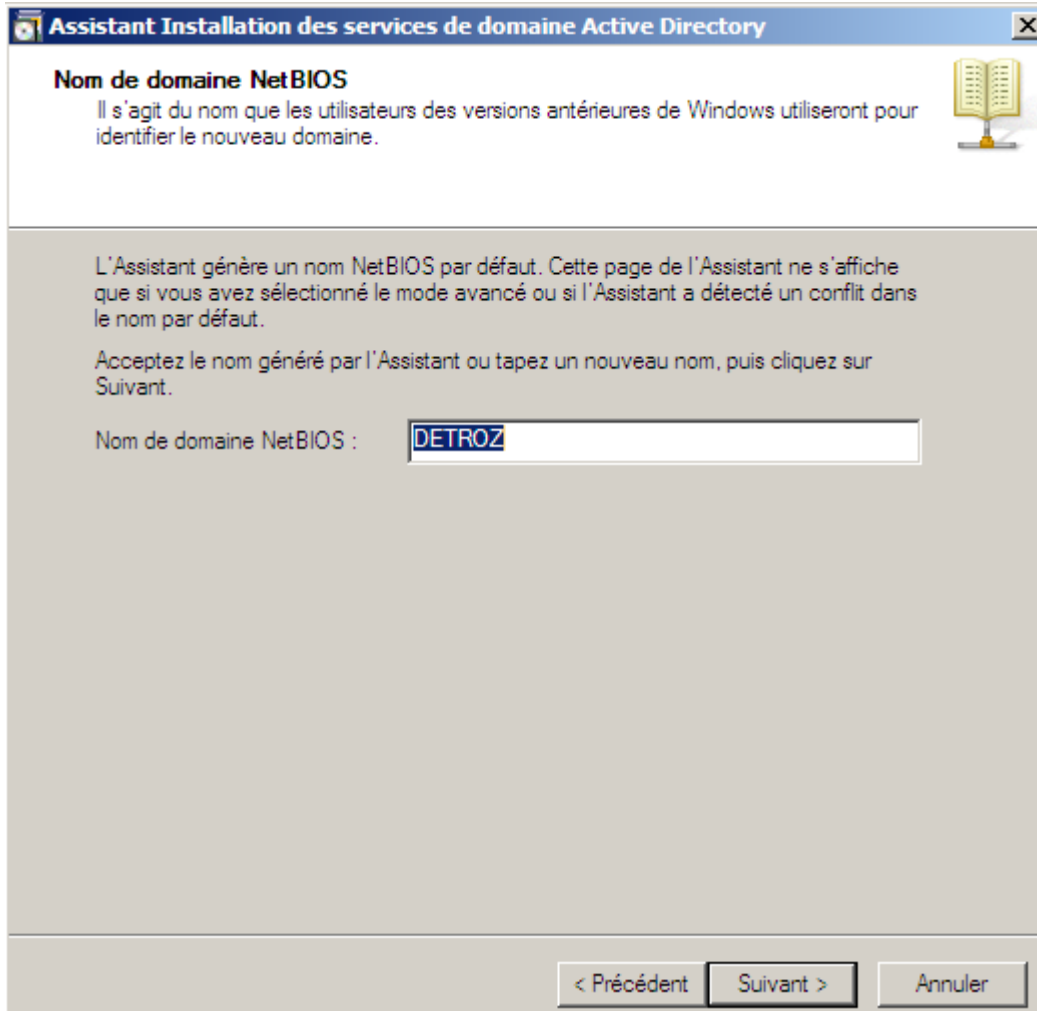 Assistant Installation des services de domaine Active Directory
Nom de domaine NetBIOS
Il s'agit du nom que les utilisateurs des versions antérieures de Windows utiliseront pour
identifier le nouveau domaine.
L'Assistant génère un nom NetBIOS par défaut. Cette page de l'Assistant ne s'affiche
que si vous avez sélectionné le mode avancé ou si l'Assistant a détecté un conflit dans
le nom par défaut.
Acceptez le nom généré par l'Assistant ou tapez un nouveau nom, puis cliquez sur
Suivant.
Nom de domaine NetBIOS : DETROZ
< Précédent Suivant > Annuler